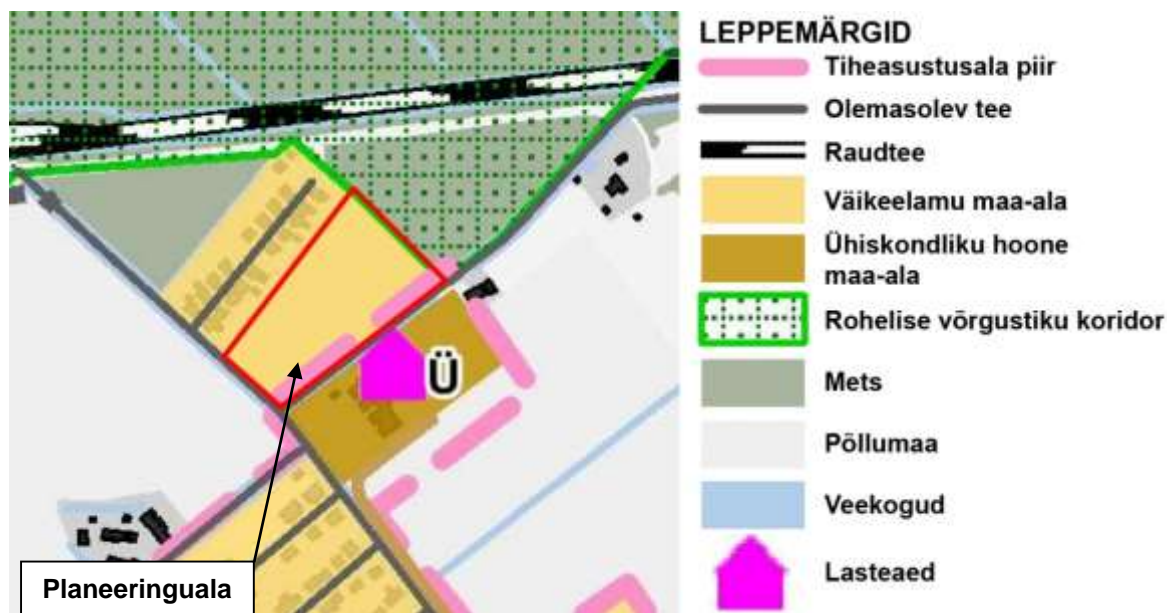 LEPPEMÄRGID
Tiheasustusala piir
Olemasolev tee
Raudtee
Väikeelamu maa-ala
Ühiskondliku hoone
maa-ala
Rohelise võrgustiku koridor
Mets
Põllumaa
Veekogud
Lasteaed
Ü
Planeeringuala